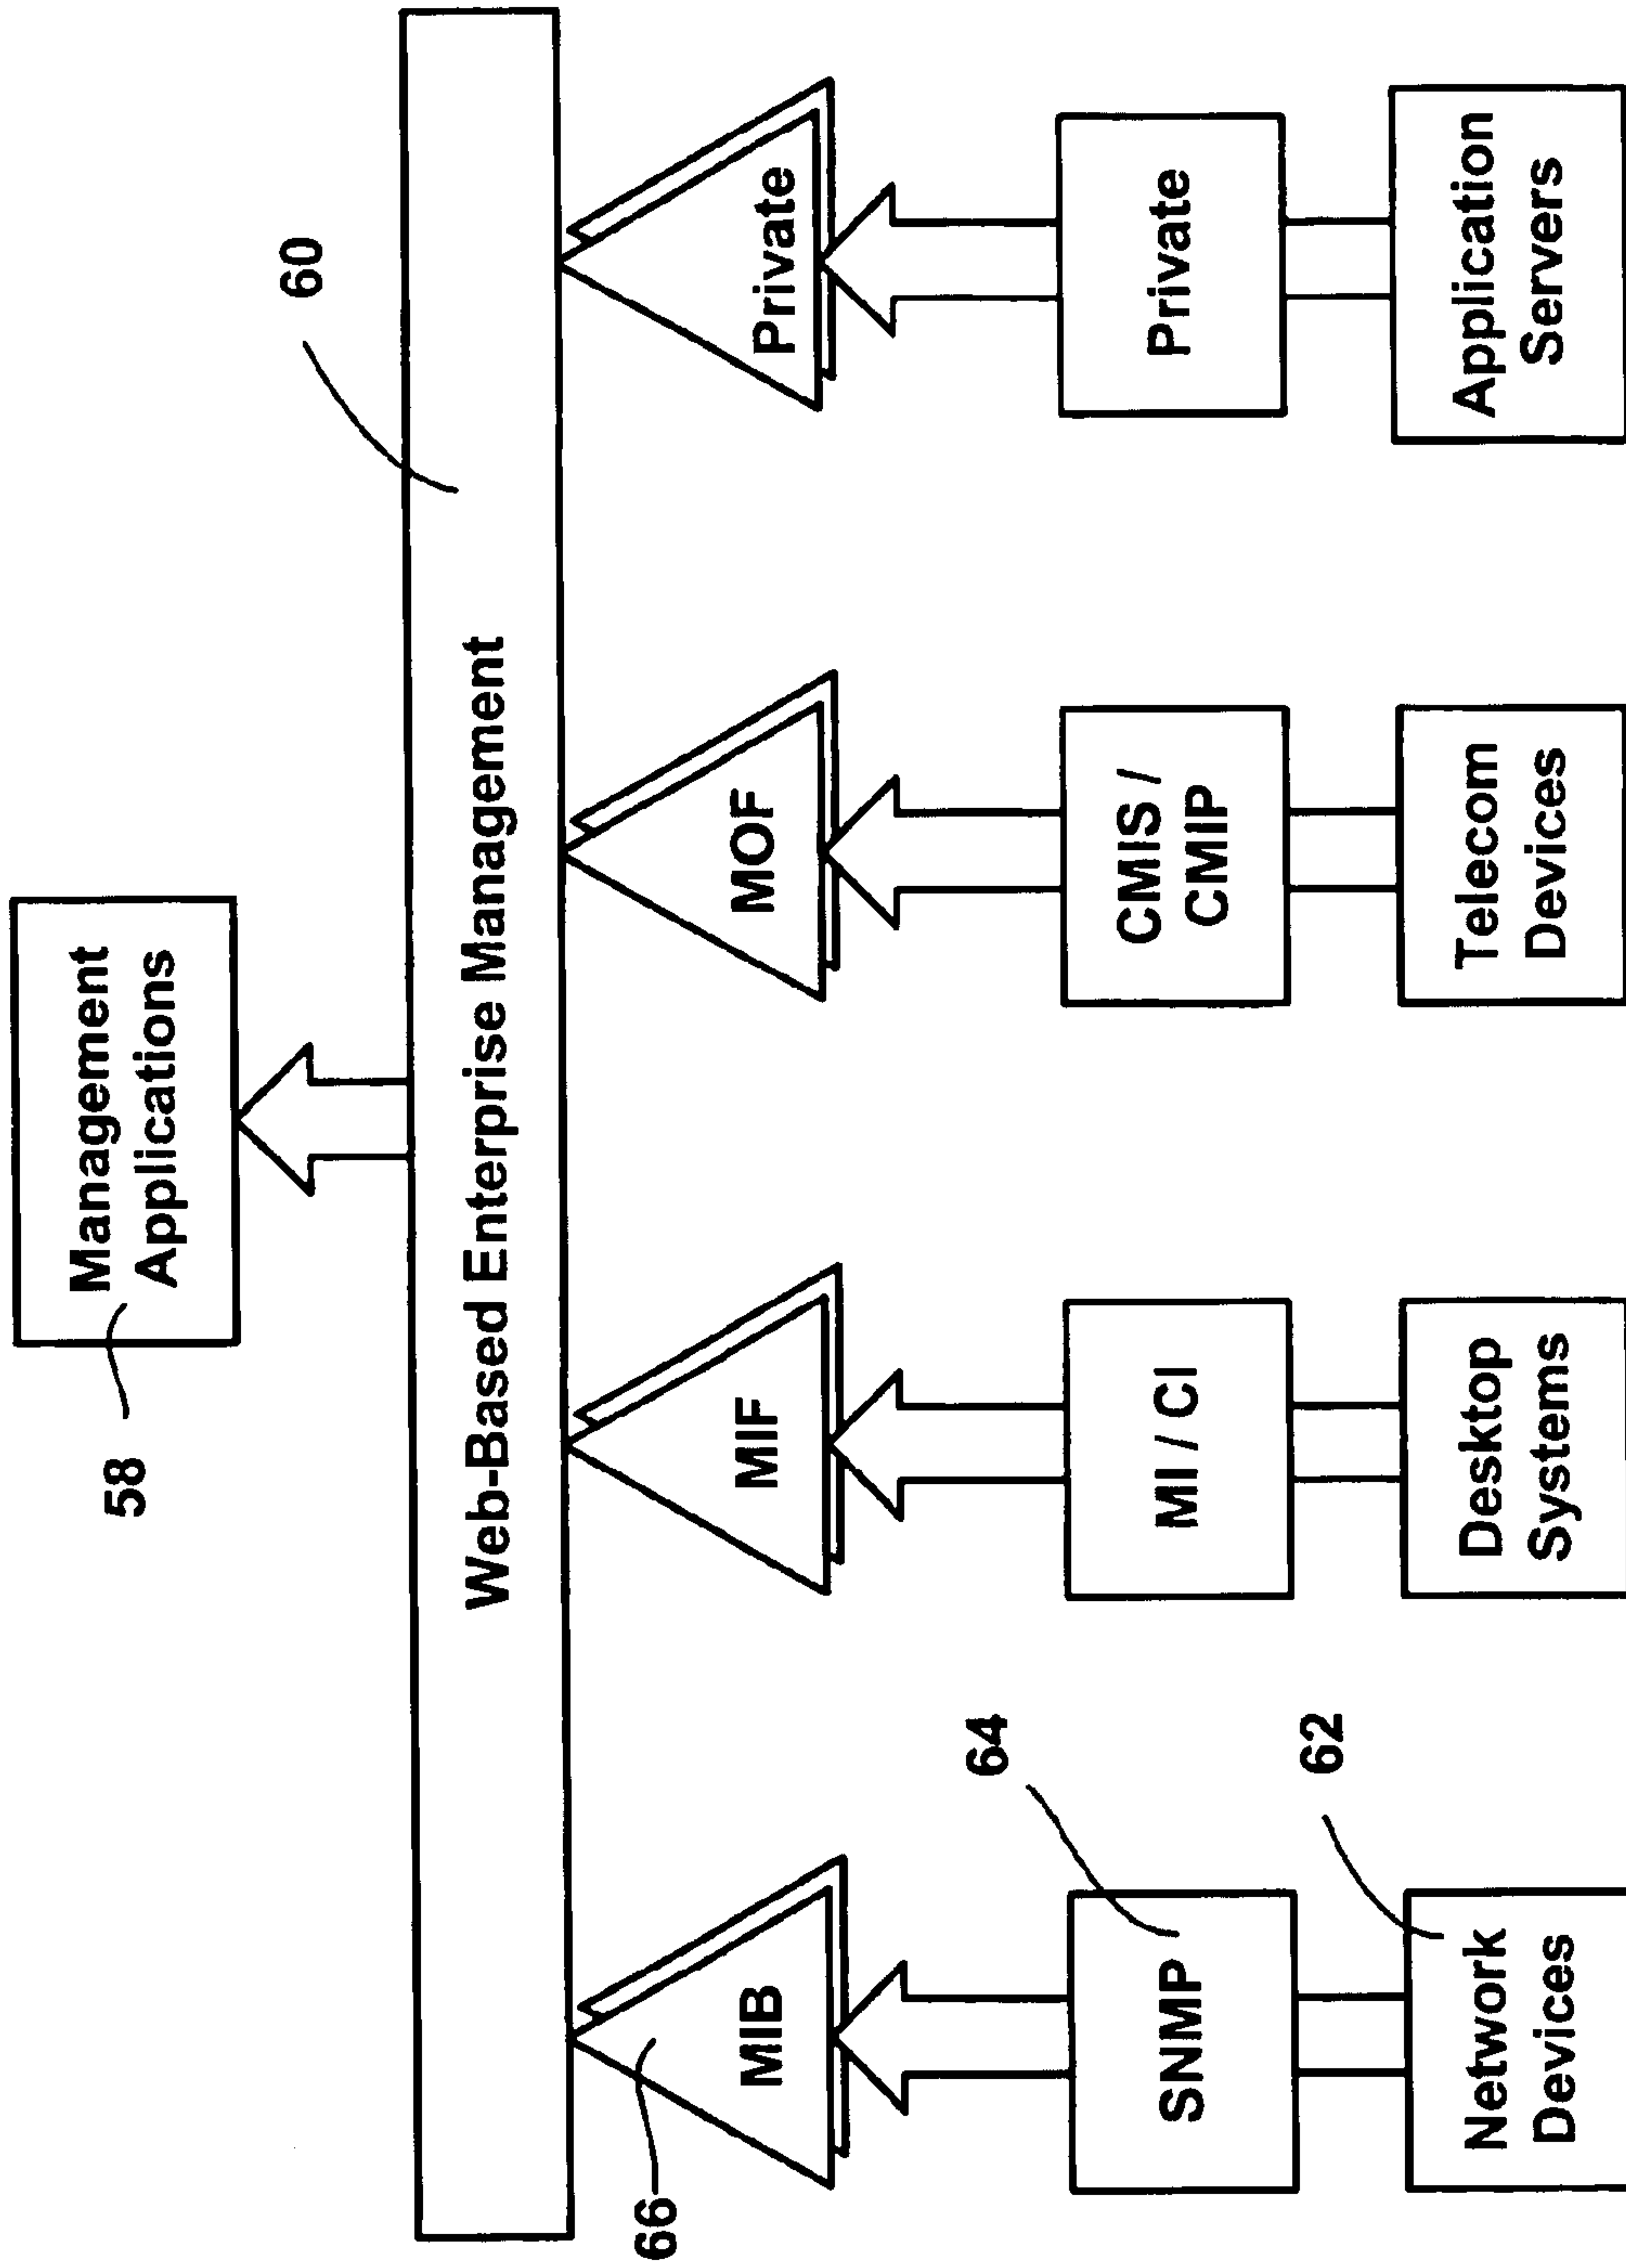 Management
Applications
58
60
Web-Based Enterprise Management
66
MIB
MIF
MOF
Private
64
SNMP
MI / CI
CMIS /
CMIP
Private
62
Network
Devices
Desktop
Systems
Telecom
Devices
Application
Servers